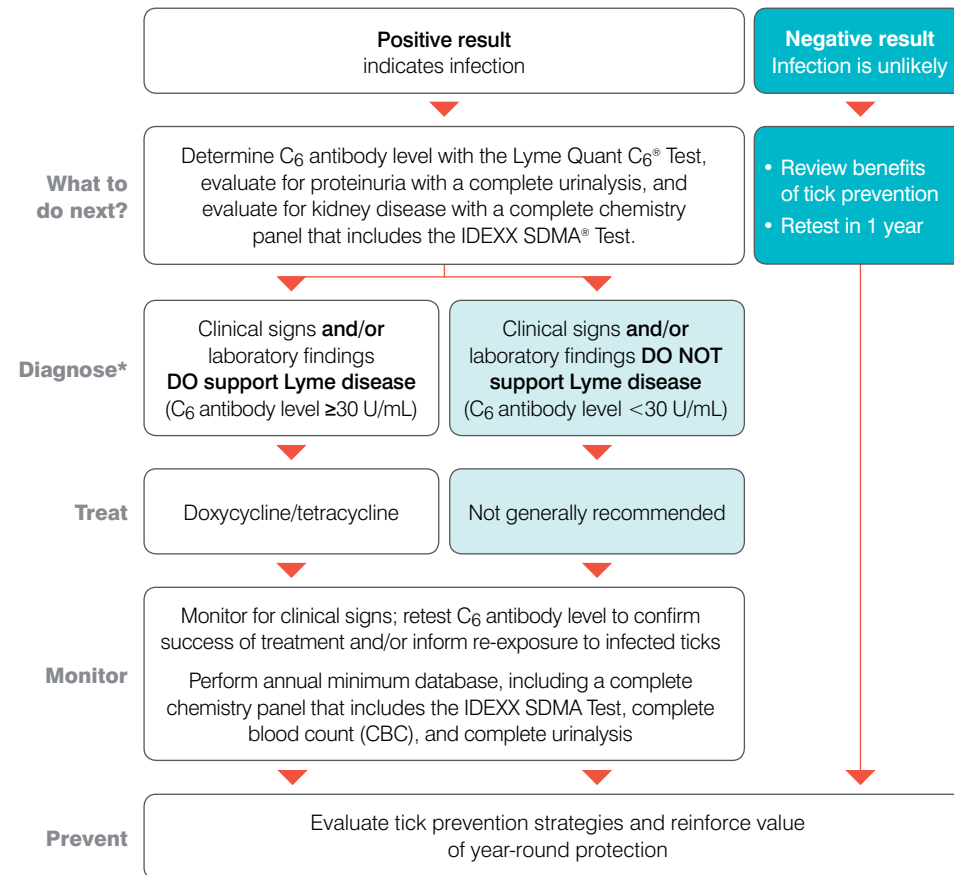 Positive result
indicates infection
Negative result
Infection is unlikely
What to
do next?
Determine C6 antibody level with the Lyme Quant C6® Test,
evaluate for proteinuria with a complete urinalysis, and
evaluate for kidney disease with a complete chemistry
panel that includes the IDEXX SDMA® Test.
• Review benefits
of tick prevention
• Retest in 1 year
Diagnose*
Clinical signs and/or
laboratory findings
DO support Lyme disease
(C6 antibody level ≥30 U/mL)
Clinical signs and/or
laboratory findings DO NOT
support Lyme disease
(C6 antibody level <30 U/mL)
Treat
Doxycycline/tetracycline
Not generally recommended
Monitor
Monitor for clinical signs; retest C6 antibody level to confirm
success of treatment and/or inform re-exposure to infected ticks
Perform annual minimum database, including a complete
chemistry panel that includes the IDEXX SDMA Test, complete
blood count (CBC), and complete urinalysis
Prevent
Evaluate tick prevention strategies and reinforce value
of year-round protection